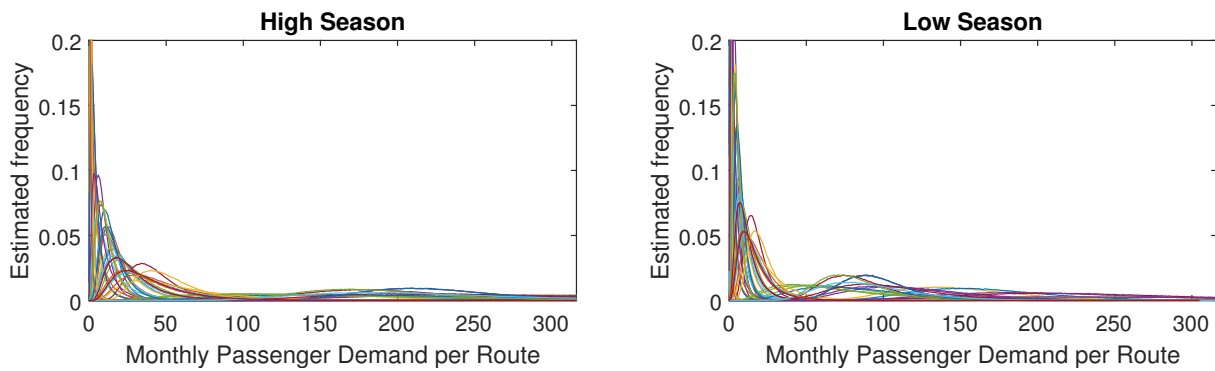 High Season
Estimated frequency
0.2
0.15
0.1
0.05
0
0 50 100 150 200 250 300
Monthly Passenger Demand per Route
Low Season
Estimated frequency
0.2
0.15
0.1
0.05
0
0 50 100 150 200 250 300
Monthly Passenger Demand per Route